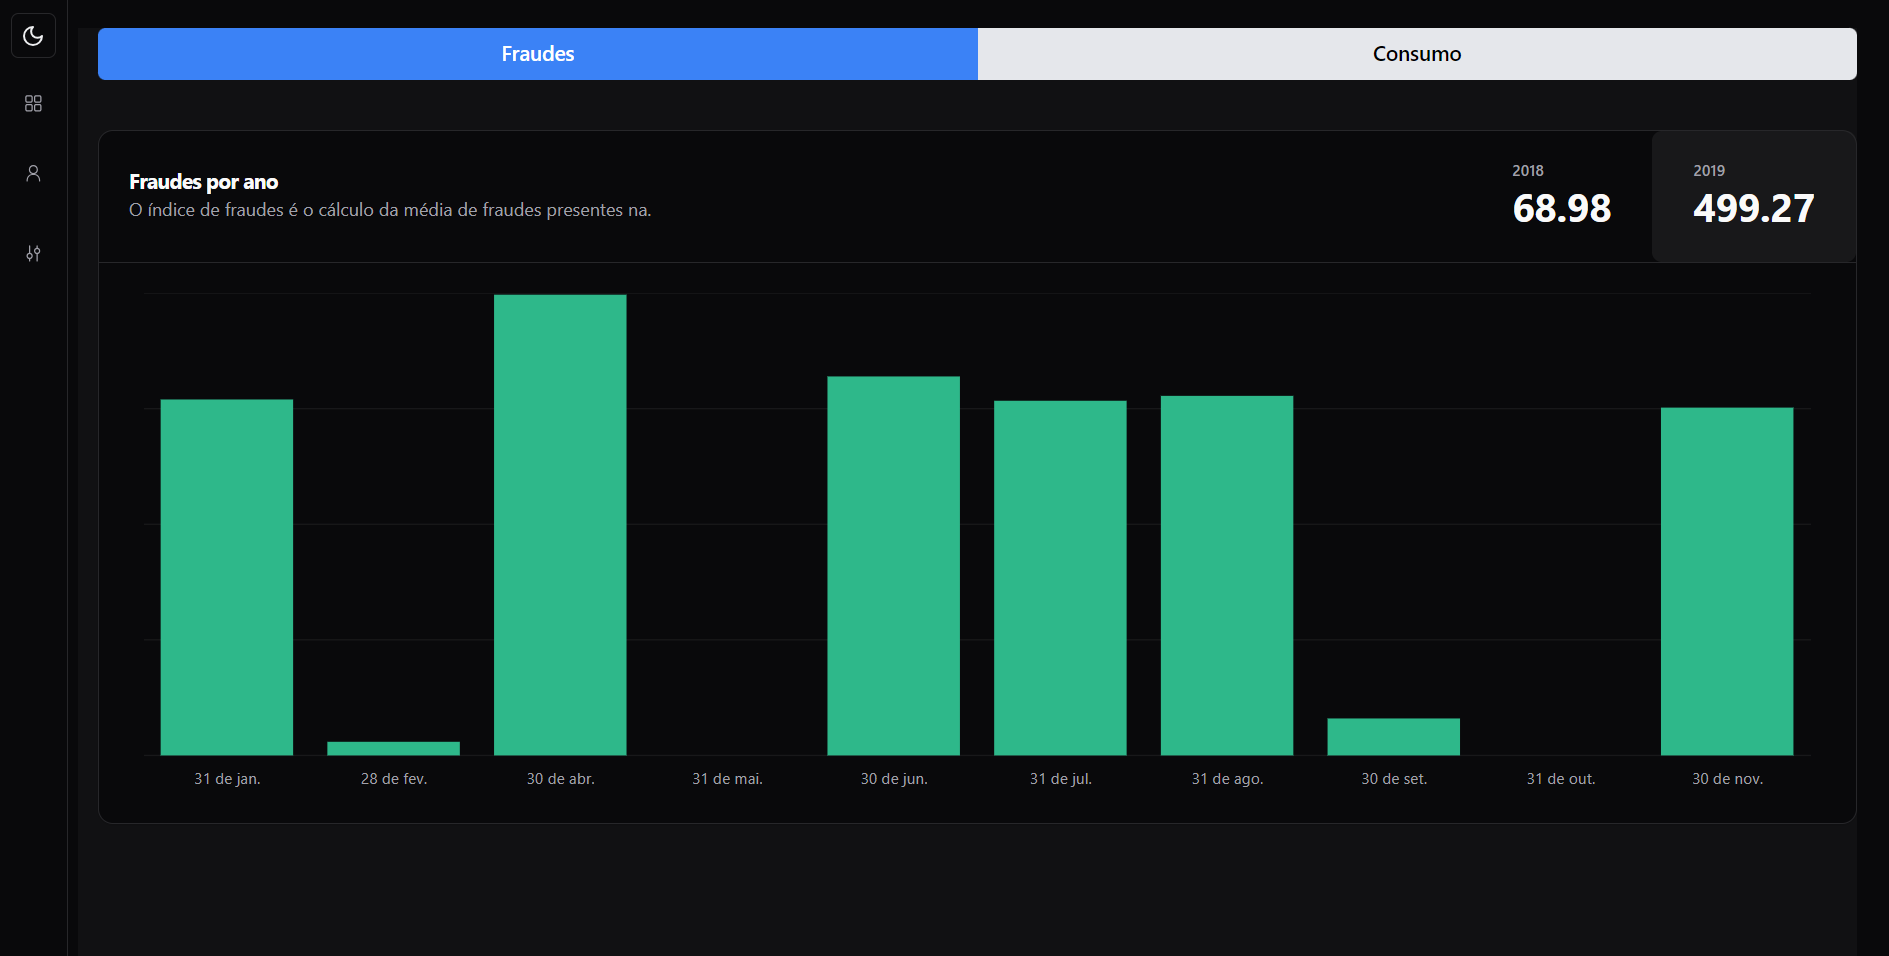 Fraudes
Consumo
Fraudes por ano
O índice de fraudes é o cálculo da média de fraudes presentes na.
2018
68.98
2019
499.27
31 de jan.
28 de fev.
30 de abr.
31 de mai.
30 de jun.
31 de jul.
31 de ago.
30 de set.
31 de out.
30 de nov.